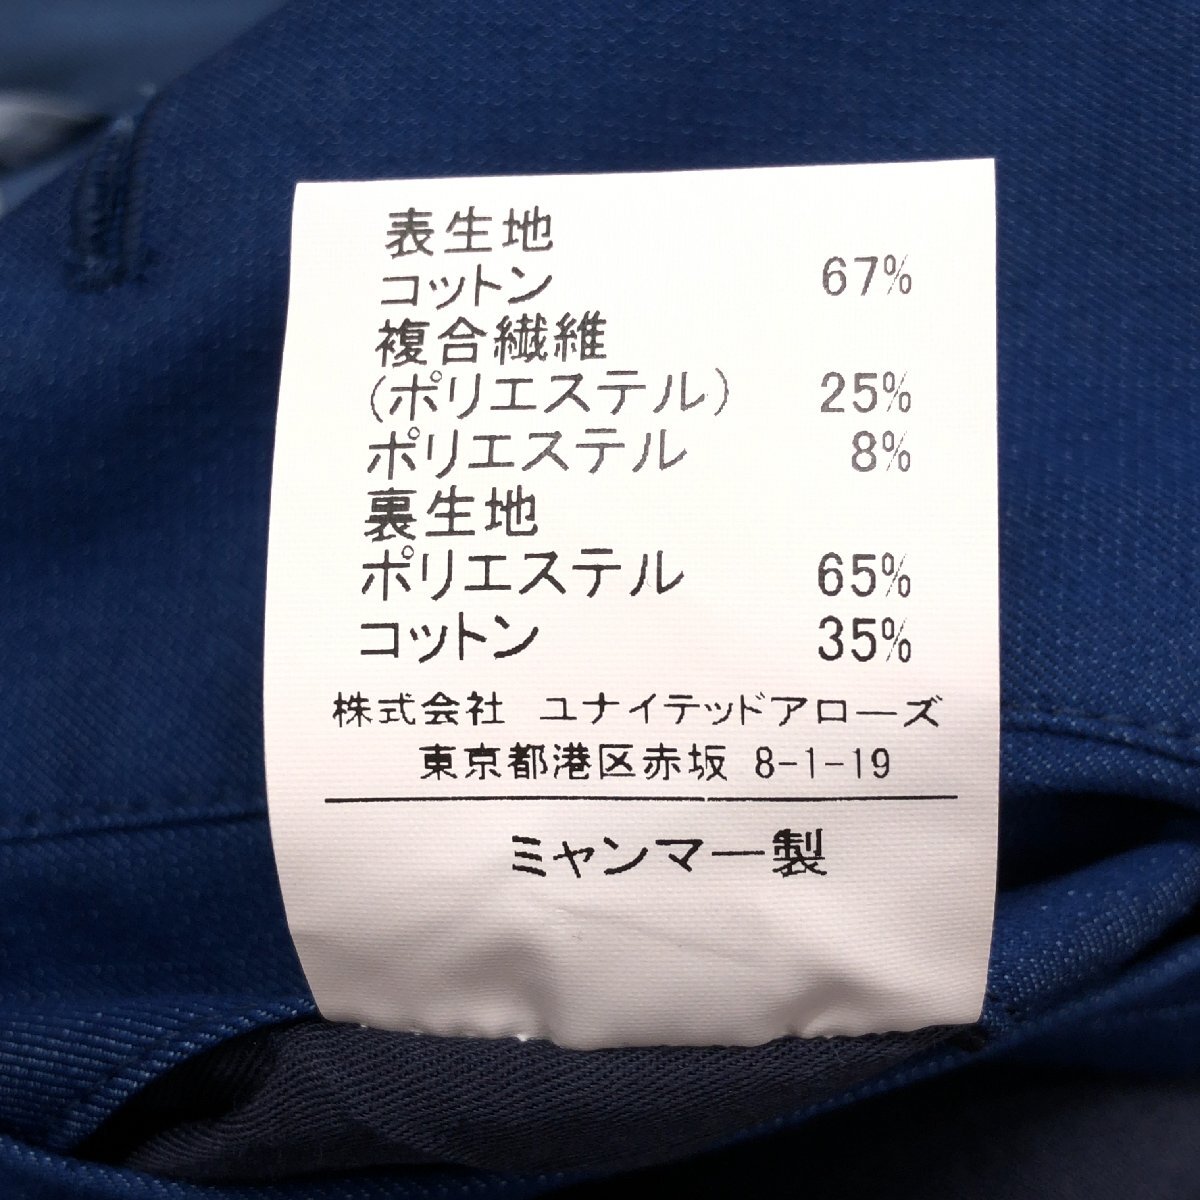 表生地
コットン 67%
複合繊維
(ポリエステル) 25%
ポリエステル 8%
裏生地
ポリエステル 65%
コットン 35%
株式会社 ユナイテッドアローズ
東京都港区赤坂 8-1-19
ミャンマー製